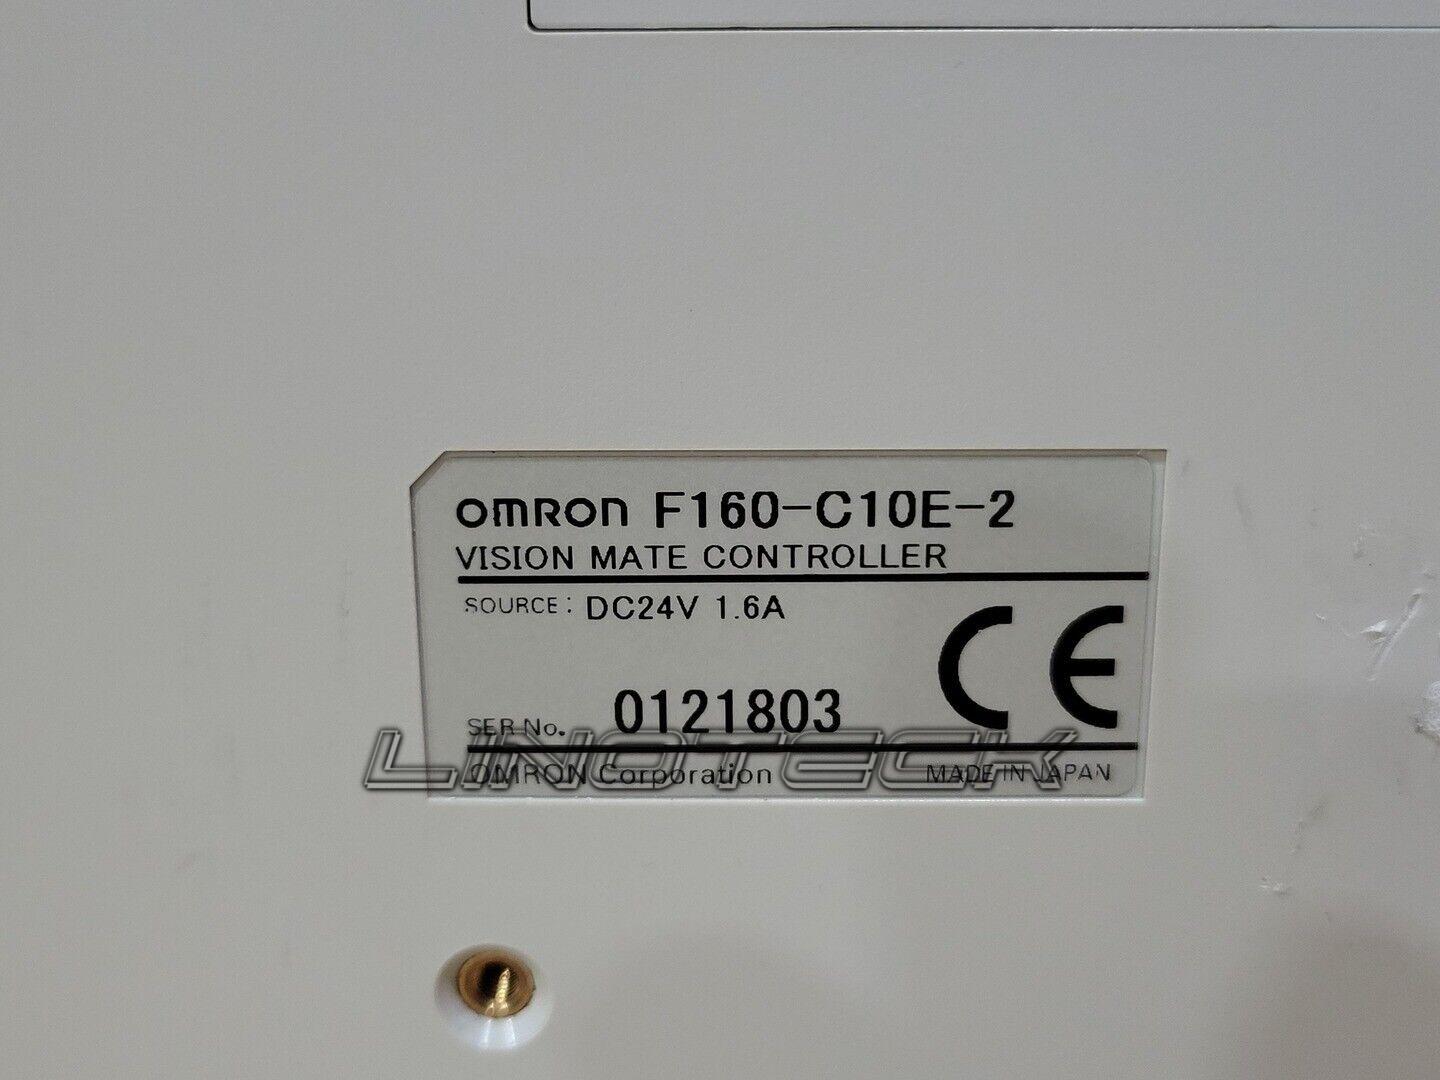 omron F160-C10E-2
VISION MATE CONTROLLER
SOURCE: DC24V 1.6A
CE
SER No. 0121803
LINOTECK
OMRON Corporation MADE IN JAPAN